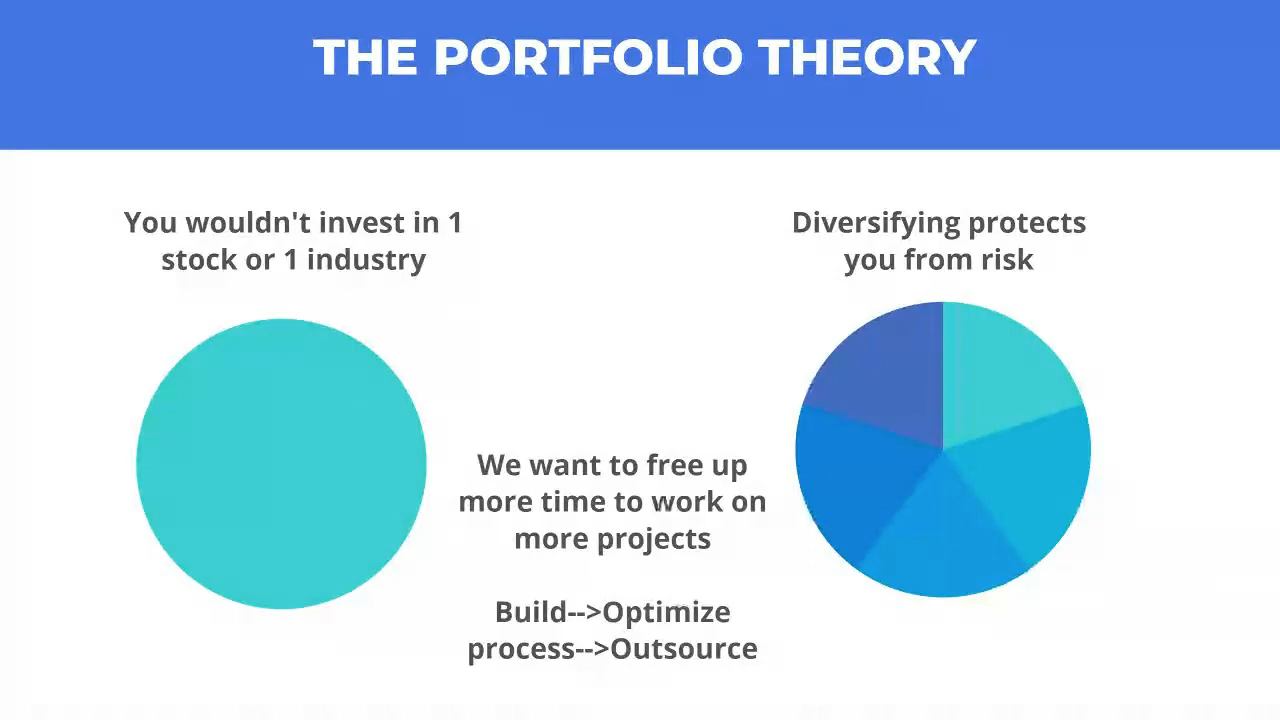 THE PORTFOLIO THEORY
You wouldn't invest in 1
stock or 1 industry
Diversifying protects
you from risk
We want to free up
more time to work on
more projects
Build-->Optimize
process-->Outsource